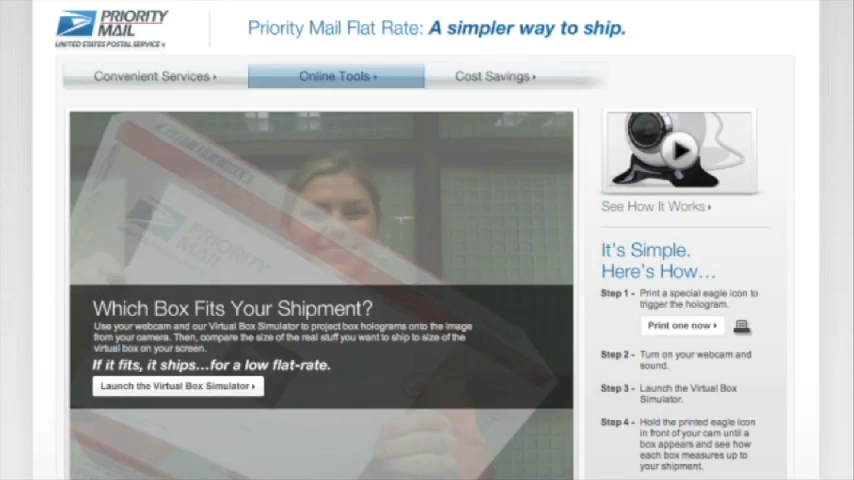 PRIORITY
MAIL
UNITED STATES POSTAL SERVICE
Priority Mail Flat Rate: A simpler way to ship.
Convenient Services
Online Tools
Cost Savings
PRIORITY
MAIL
Which Box Fits Your Shipment?
Use your webcam and our Virtual Box Simulator to project box holograms onto the image
from your camera. Then, compare the size of the real stuff you want to ship to size of the
virtual box on your screen.
If it fits, it ships...for a low flat-rate.
Launch the Virtual Box Simulator
See How It Works
It's Simple.
Here's How...
Step 1 - Print a special eagle icon to
trigger the hologram.
Print one now
Step 2 - Turn on your webcam and
sound.
Step 3 - Launch the Virtual Box
Simulator.
Step 4 - Hold the printed eagle icon
in front of your cam until a
box appears and see how
each box measures up to
your shipment.